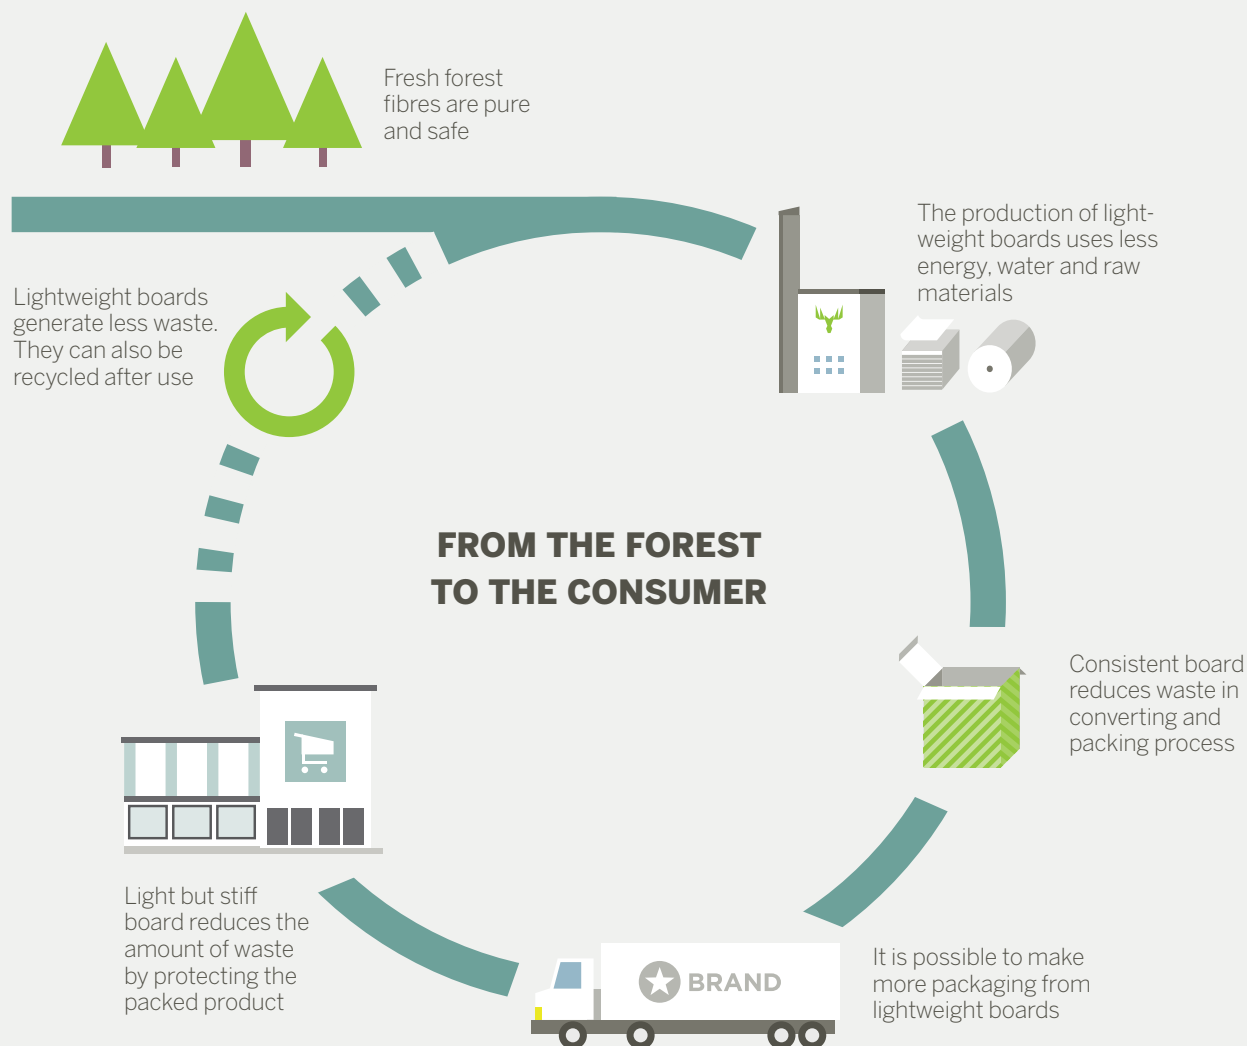 Fresh forest
fibres are pure
and safe
The production of light-
weight boards uses less
energy, water and raw
materials
Lightweight boards
generate less waste.
They can also be
recycled after use
FROM THE FOREST
TO THE CONSUMER
Consistent board
reduces waste in
converting and
packing process
Light but stiff
board reduces the
amount of waste
by protecting the
packed product
BRAND
It is possible to make
more packaging from
lightweight boards